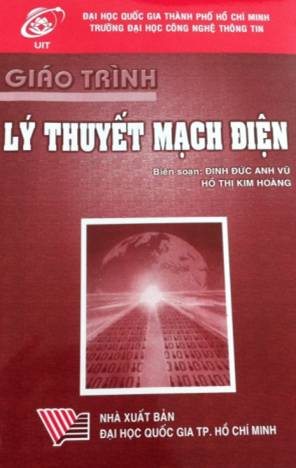 UIT
ĐẠI HỌC QUỐC GIA THÀNH PHỐ HỒ CHÍ MINH
TRƯỜNG ĐẠI HỌC CÔNG NGHỆ THÔNG TIN
GIÁO TRÌNH
LÝ THUYẾT MẠCH ĐIỆN
Biên soạn: ĐINH ĐỨC ANH VŨ
HỒ THỊ KIM HOÀNG
NHÀ XUẤT BẢN
ĐẠI HỌC QUỐC GIA TP. HỒ CHÍ MINH